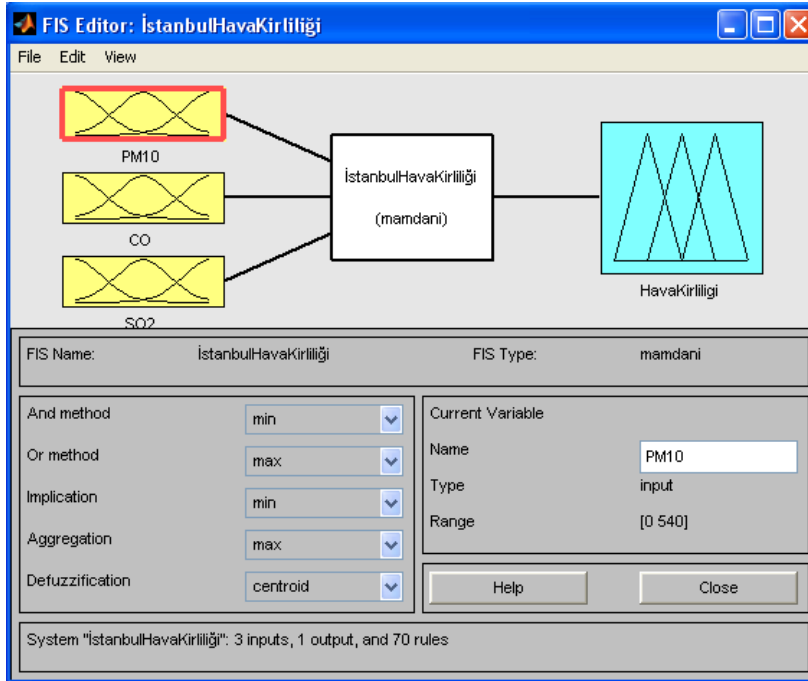 FIS Editor: İstanbulHavaKirliliği
File Edit View
PM10
CO
SO2
İstanbulHavaKirliliği
(mamdani)
HavaKirliligi
FIS Name: İstanbulHavaKirliliği FIS Type: mamdani
And method min
Or method max
Implication min
Aggregation max
Defuzzification centroid
Current Variable
Name PM10
Type input
Range [0 540]
Help Close
System "İstanbulHavaKirliliği": 3 inputs, 1 output, and 70 rules